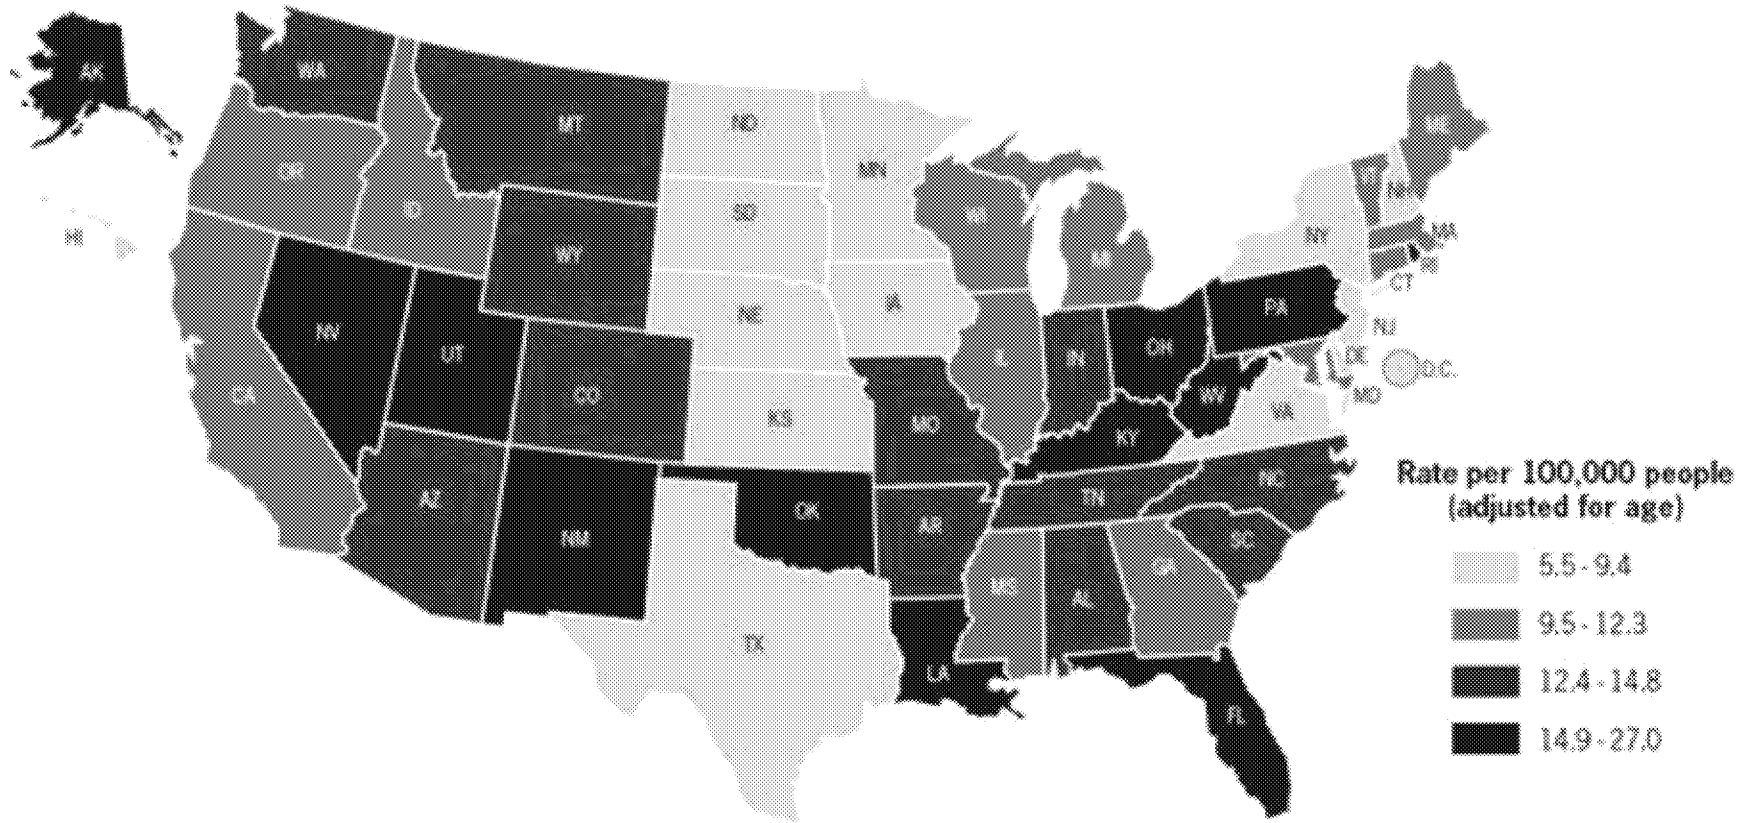 AK
WA
MT
ND
MN
ME
OR
ID
SD
WI
VT
NH
HI
WY
NY
MA
MI
RI
CT
NE
IA
PA
NJ
NV
UT
CO
IL
IN
OH
DE
D.C.
CA
KS
MO
WV
MD
VA
KY
AZ
NM
OK
AR
TN
NC
Rate per 100,000 people
(adjusted for age)
SC
MS
AL
GA
5.5 - 9.4
9.5 - 12.3
TX
LA
12.4 - 14.8
FL
14.9 - 27.0